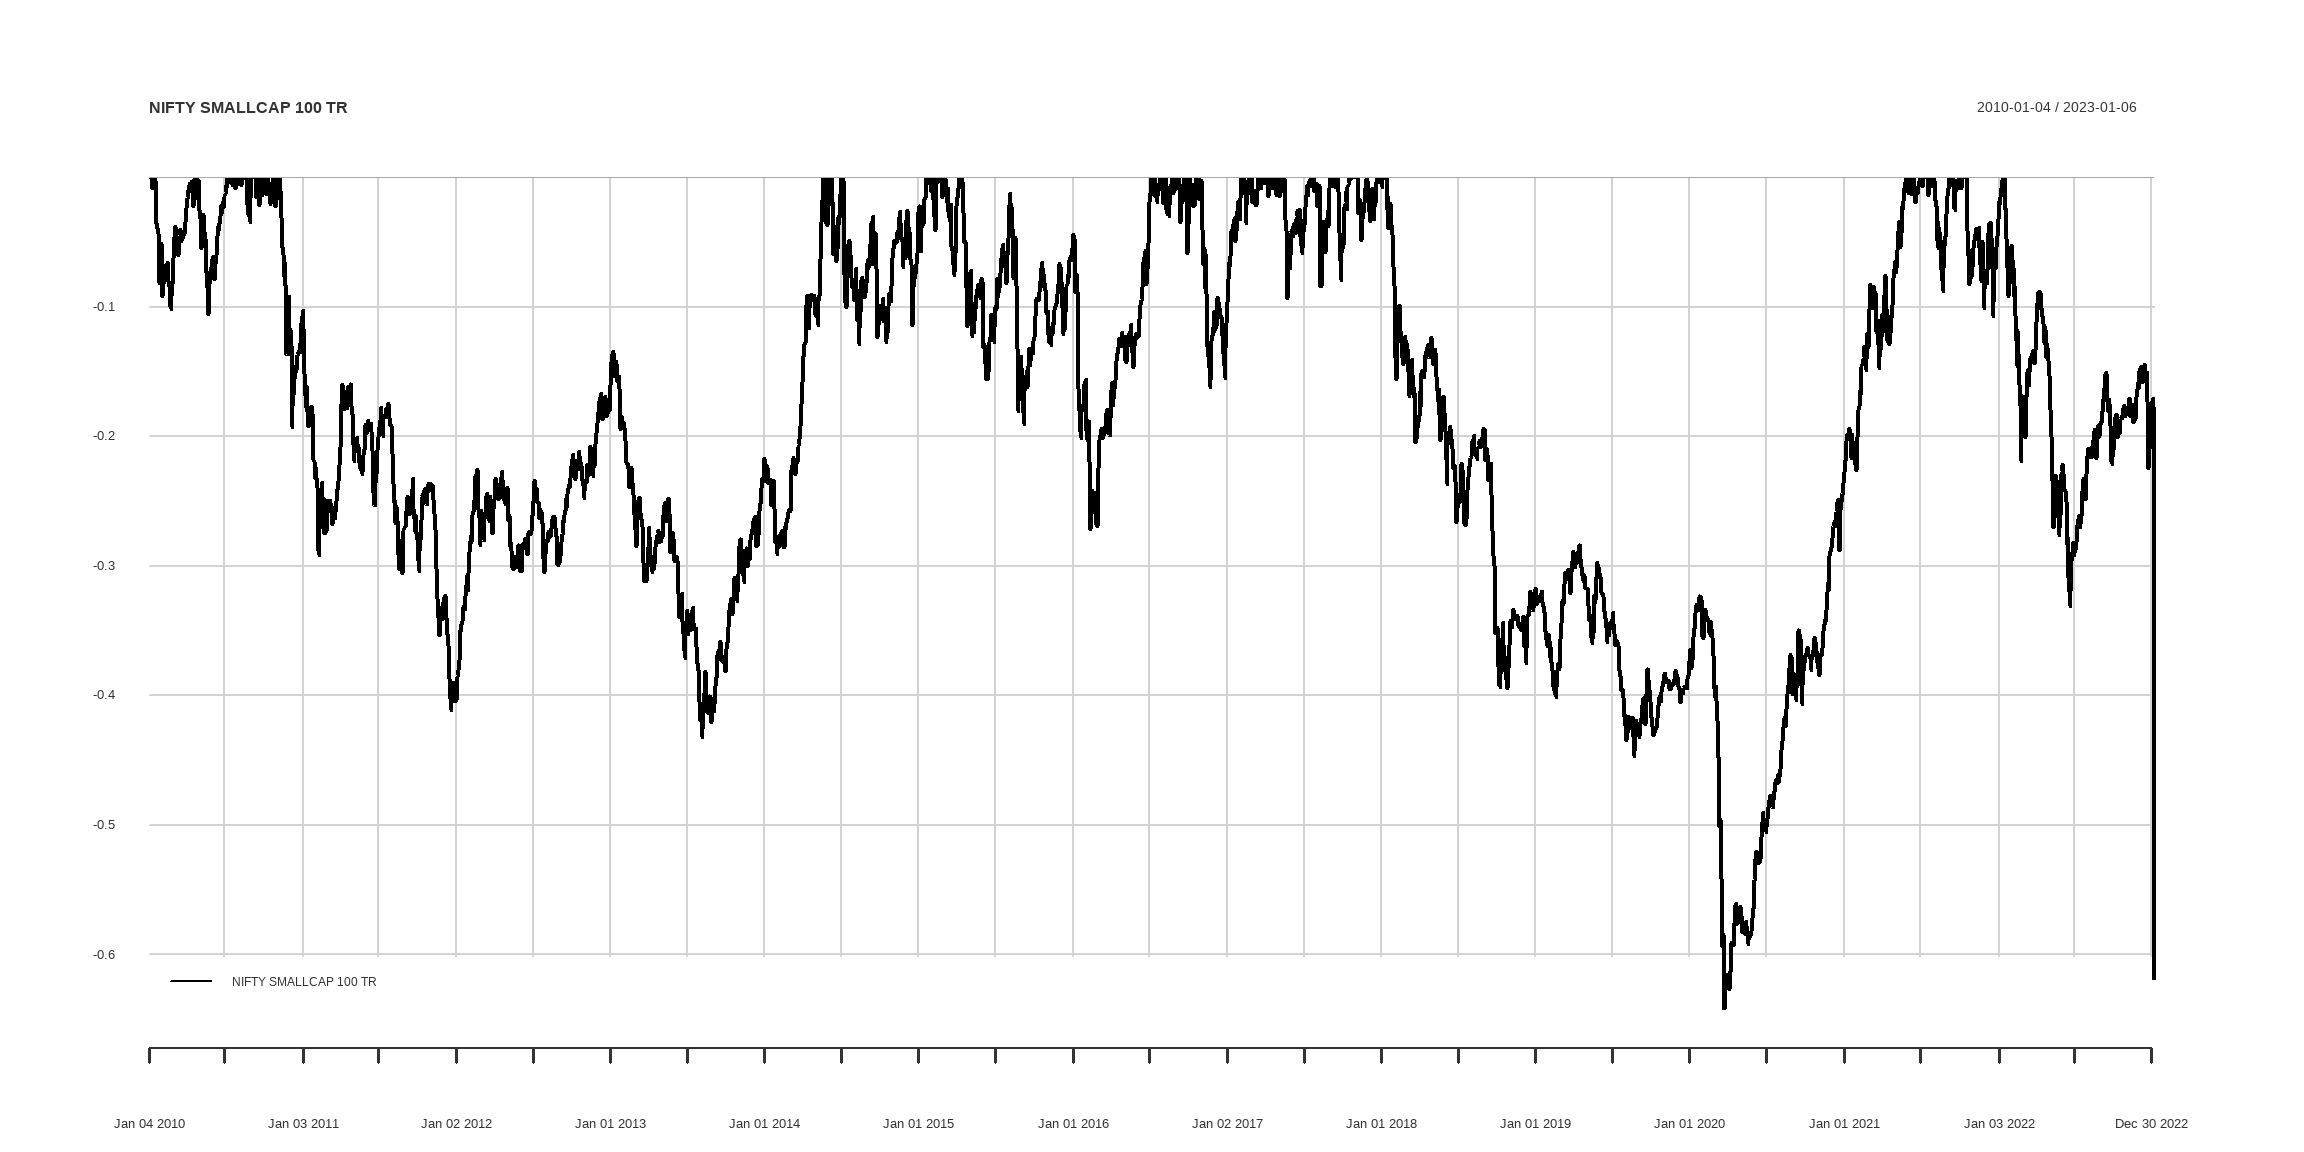 NIFTY SMALLCAP 100 TR
2010-01-04 / 2023-01-06
-0.1
-0.2
-0.3
-0.4
-0.5
-0.6
NIFTY SMALLCAP 100 TR
Jan 04 2010
Jan 03 2011
Jan 02 2012
Jan 01 2013
Jan 01 2014
Jan 01 2015
Jan 01 2016
Jan 02 2017
Jan 01 2018
Jan 01 2019
Jan 01 2020
Jan 01 2021
Jan 03 2022
Dec 30 2022